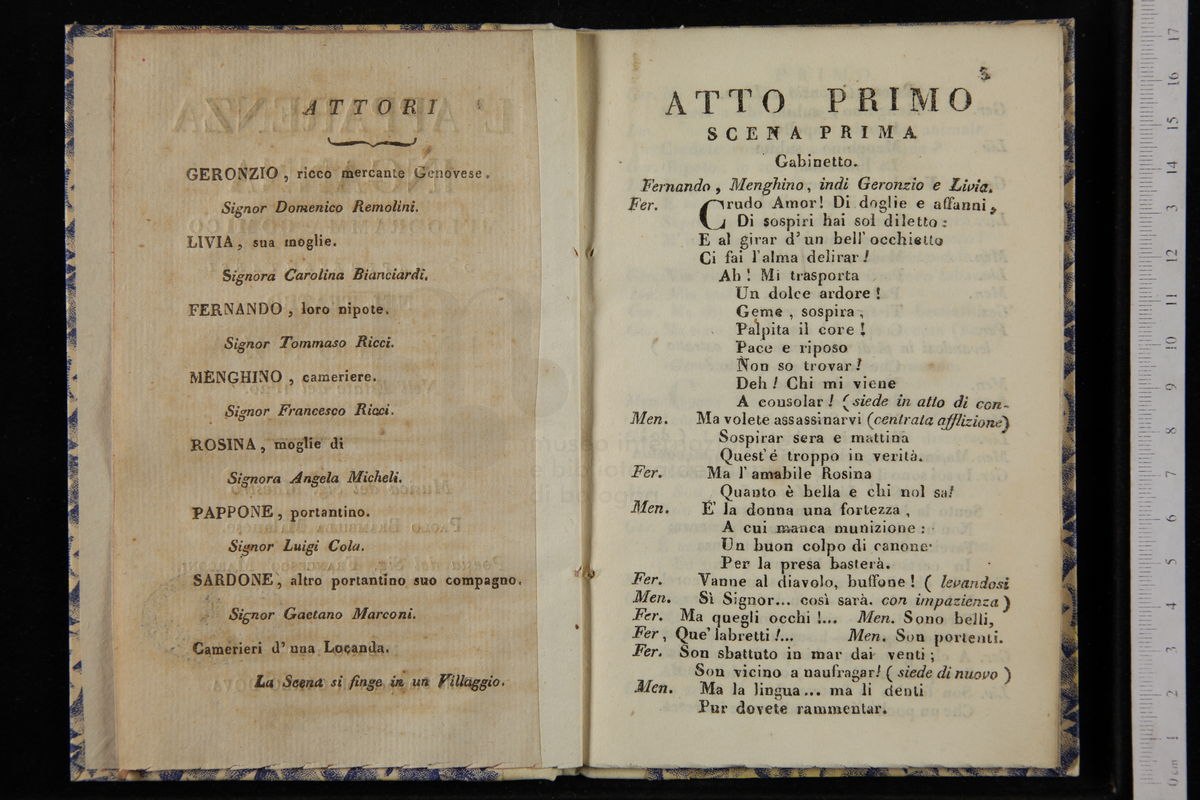 ATTORI
GERONZIO, ricco mercante Genovese.
Signor Domenico Remolini.
LIVIA, sua moglie.
Signora Carolina Bianciardi.
FERNANDO, loro nipote.
Signor Tommaso Ricci.
MENGHINO, cameriere.
Signor Francesco Ricci.
ROSINA, moglie di
Signora Angela Micheli.
PAPPONE, portantino.
Signor Luigi Cola.
SARDONE, altro portantino suo compagno.
Signor Gaetano Marconi.
Camerieri d'una Locanda.
La Scena si finge in un Villaggio.
3
ATTO PRIMO
SCENA PRIMA
Gabinetto.
Fernando, Menghino, indi Geronzio e Livia.
Fer. Crudo Amor! Di doglie e affanni,
Di sospiri hai sol diletto:
E al girar d'un bell'occhietto
Ci fai l'alma delirar!
Ah! Mi trasporta
Un dolce ardore!
Geme, sospira,
Palpita il core!
Pace e riposo
Non so trovar!
Deh! Chi mi viene
A consolar! (siede in atto di con-
Men. Ma volete assassinarvi (centrata afflizione)
Sospirar sera e mattina
Quest'é troppo in verità.
Fer. Ma l'amabile Rosina
Quanto è bella e chi nol sa!
Men. É' la donna una fortezza,
A cui manca munizione:
Un buon colpo di canone
Per la presa basterà.
Fer. Vanne al diavolo, buffone! (levandosi
Men. Sì Signor... così sarà. con impazienza)
Fer. Ma quegli occhi!... Men. Sono belli,
Fer, Que' labretti!... Men. Son portenti.
Fer. Son sbattuto in mar dai venti;
Son vicino a naufragar! (siede di nuovo)
Men. Ma la lingua... ma li denti
Pur dovete rammentar.